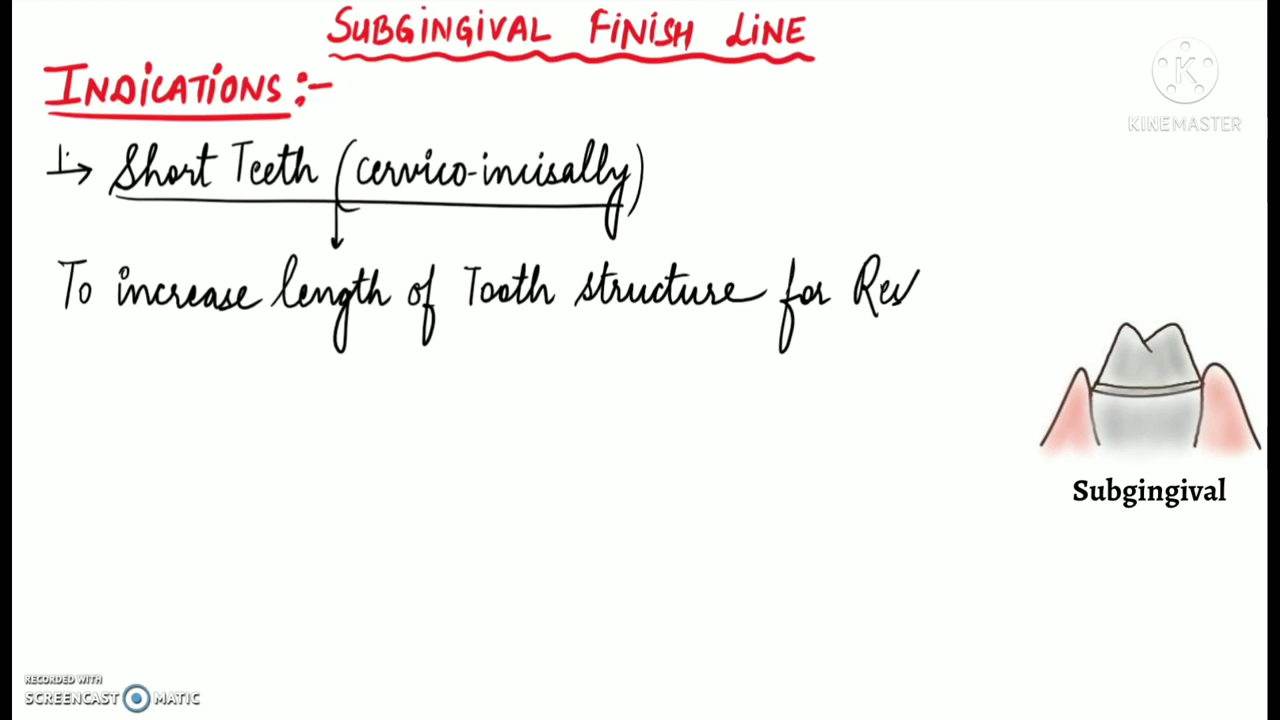 SUBGINGIVAL FINISH LINE
INDICATIONS :-
1.→ Short Teeth (cervico-incisally)
To increase length of Tooth structure for
Subgingival
KINEMASTER
RECORDED WITH
SCREENCAST MATIC